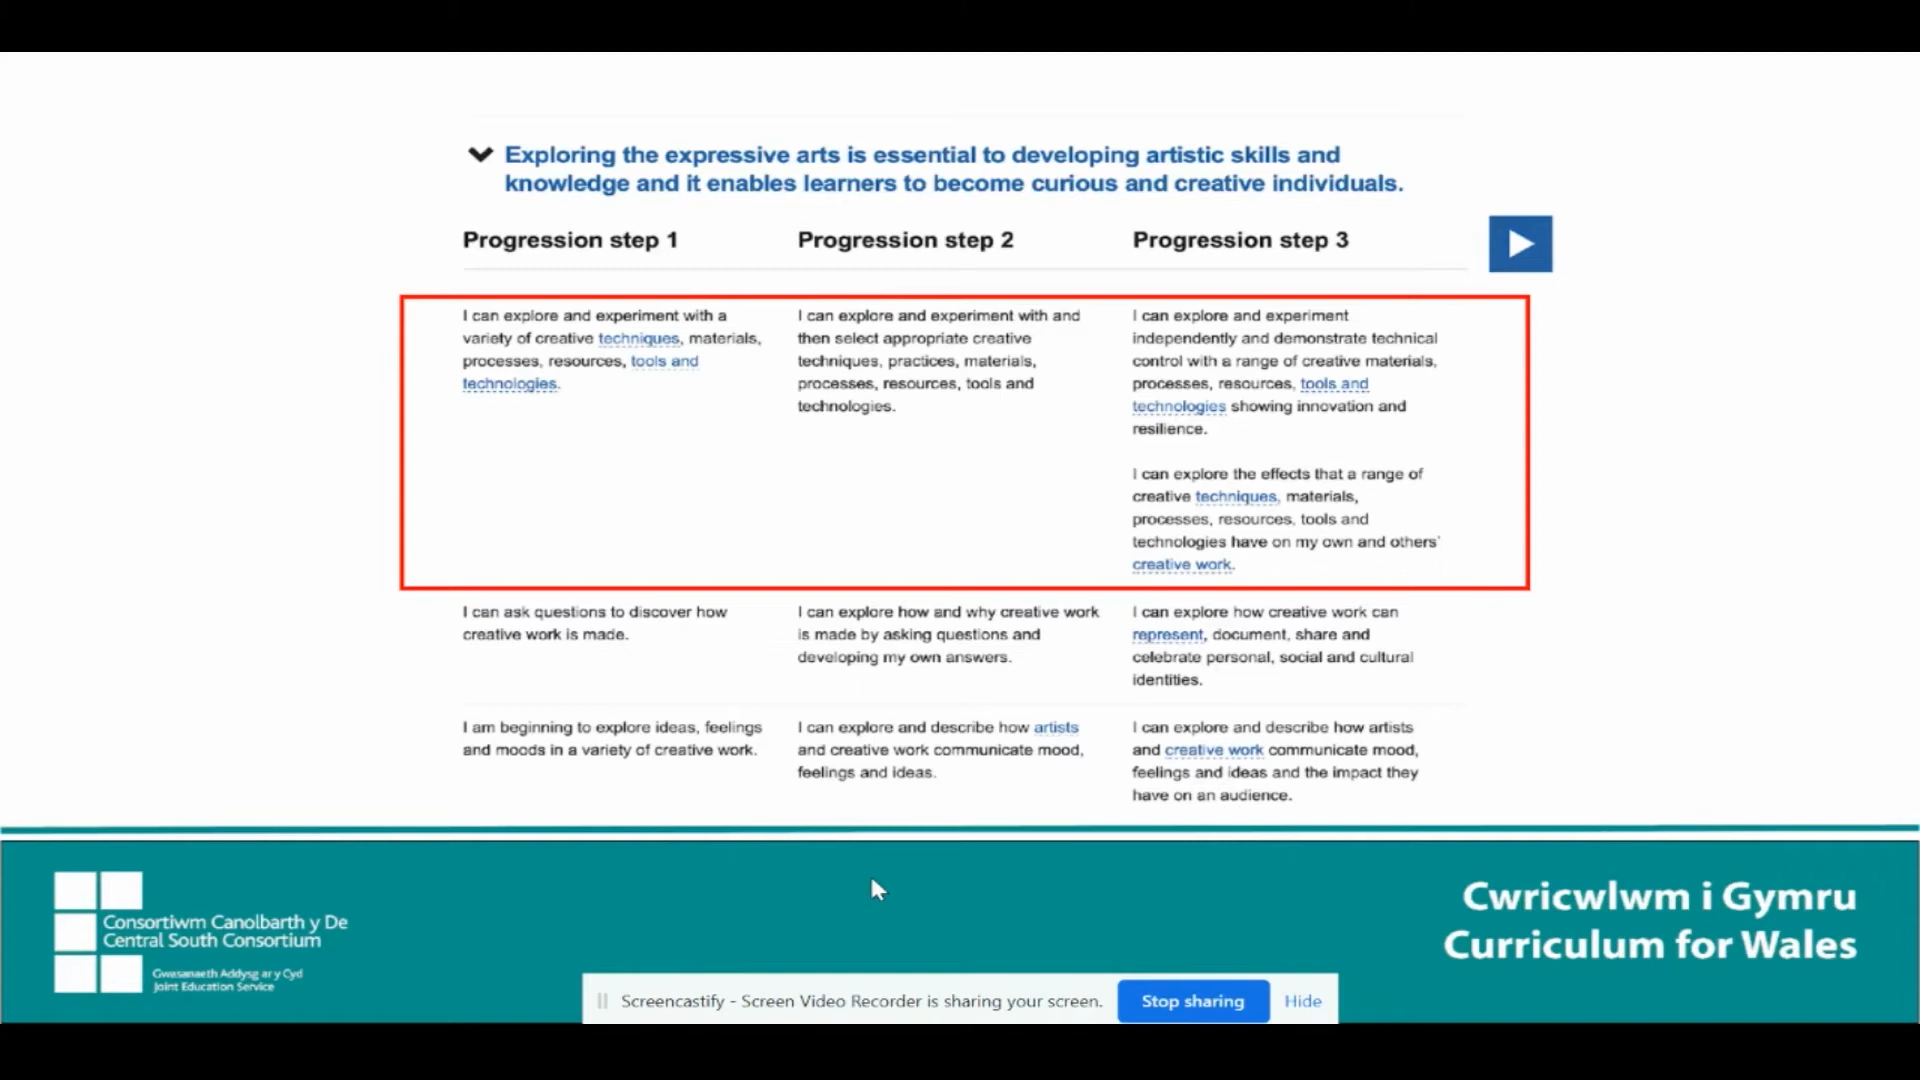 Exploring the expressive arts is essential to developing artistic skills and
knowledge and it enables learners to become curious and creative individuals.
Progression step 1
Progression step 2
Progression step 3
I can explore and experiment with a
variety of creative techniques, materials,
processes, resources, tools and
technologies.
I can explore and experiment with and
then select appropriate creative
techniques, practices, materials,
processes, resources, tools and
technologies.
I can explore and experiment
independently and demonstrate technical
control with a range of creative materials,
processes, resources, tools and
technologies showing innovation and
resilience.
I can explore the effects that a range of
creative techniques, materials,
processes, resources, tools and
technologies have on my own and others'
creative work.
I can ask questions to discover how
creative work is made.
I can explore how and why creative work
is made by asking questions and
developing my own answers.
I can explore how creative work can
represent, document, share and
celebrate personal, social and cultural
identities.
I am beginning to explore ideas, feelings
and moods in a variety of creative work.
I can explore and describe how artists
and creative work communicate mood,
feelings and ideas.
I can explore and describe how artists
and creative work communicate mood,
feelings and ideas and the impact they
have on an audience.
Consortiwm Canolbarth y De
Central South Consortium
Gwasanaeth Addysg ar y Cyd
Joint Education Service
Cwricwlwm i Gymru
Curriculum for Wales
Screencastify - Screen Video Recorder is sharing your screen.
Stop sharing
Hide